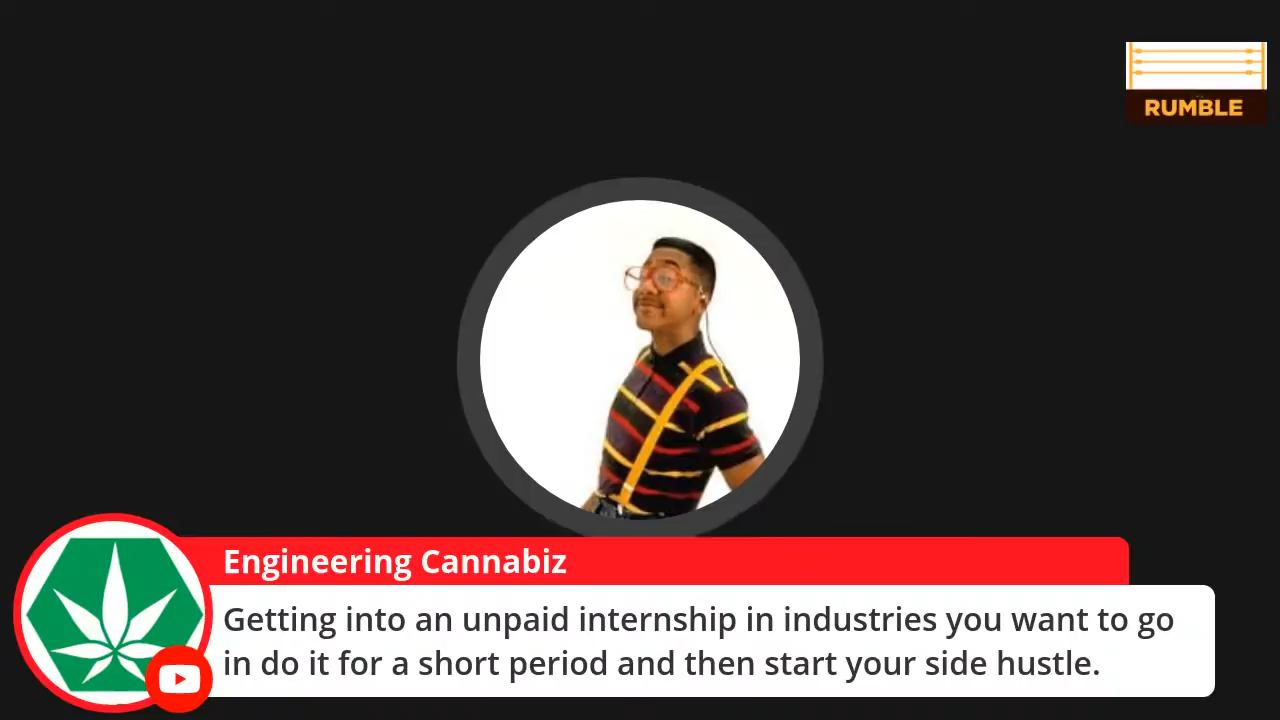 RUMBLE
Engineering Cannabiz
Getting into an unpaid internship in industries you want to go
in do it for a short period and then start your side hustle.